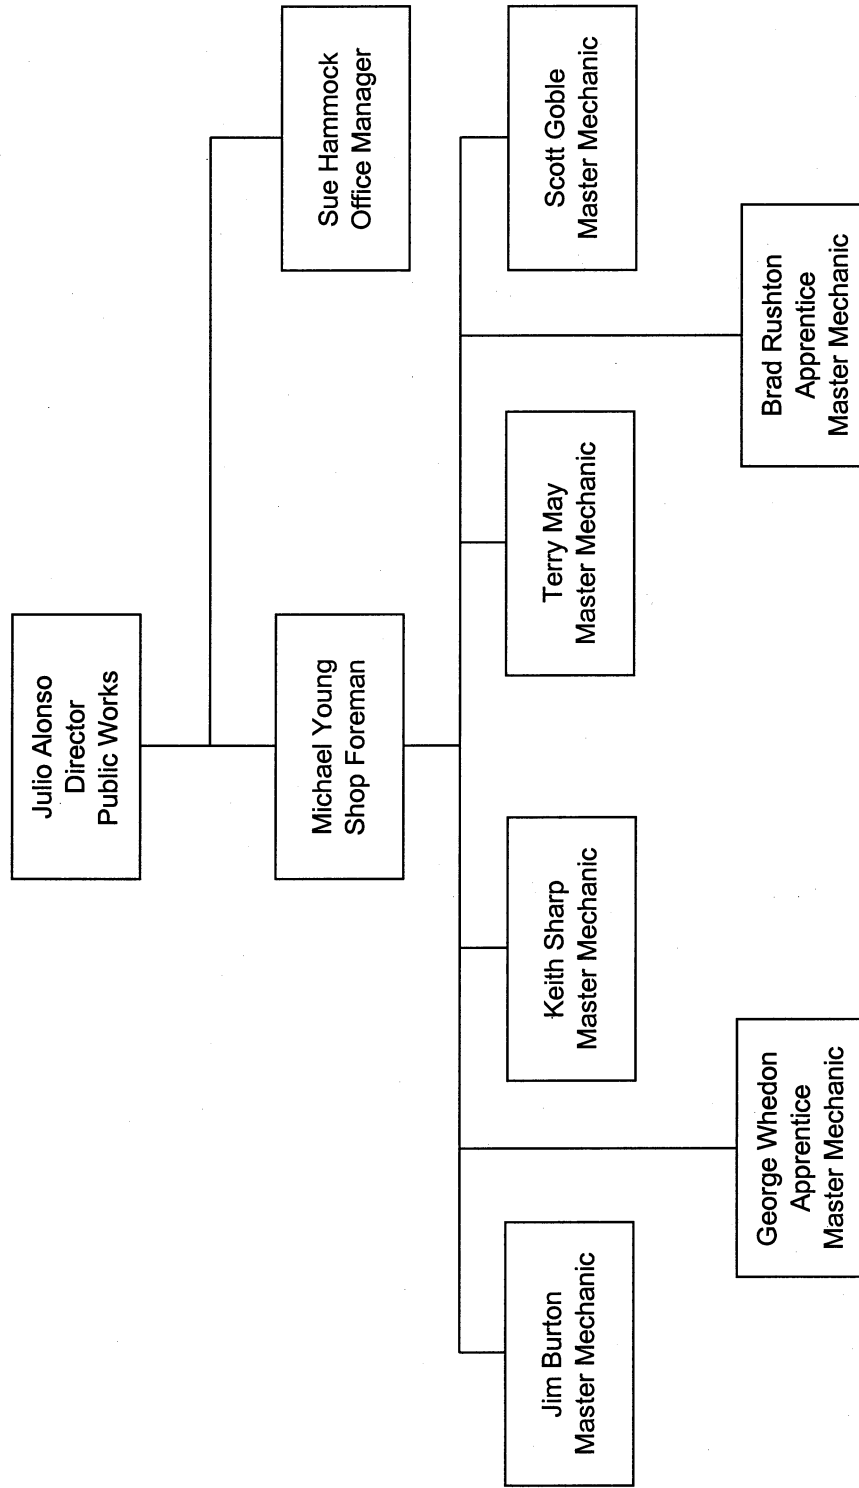 Julio Alonso
Director
Public Works
Michael Young
Shop Foreman
Sue Hammock
Office Manager
Jim Burton
Master Mechanic
Keith Sharp
Master Mechanic
Terry May
Master Mechanic
Scott Goble
Master Mechanic
George Whedon
Apprentice
Master Mechanic
Brad Rushton
Apprentice
Master Mechanic